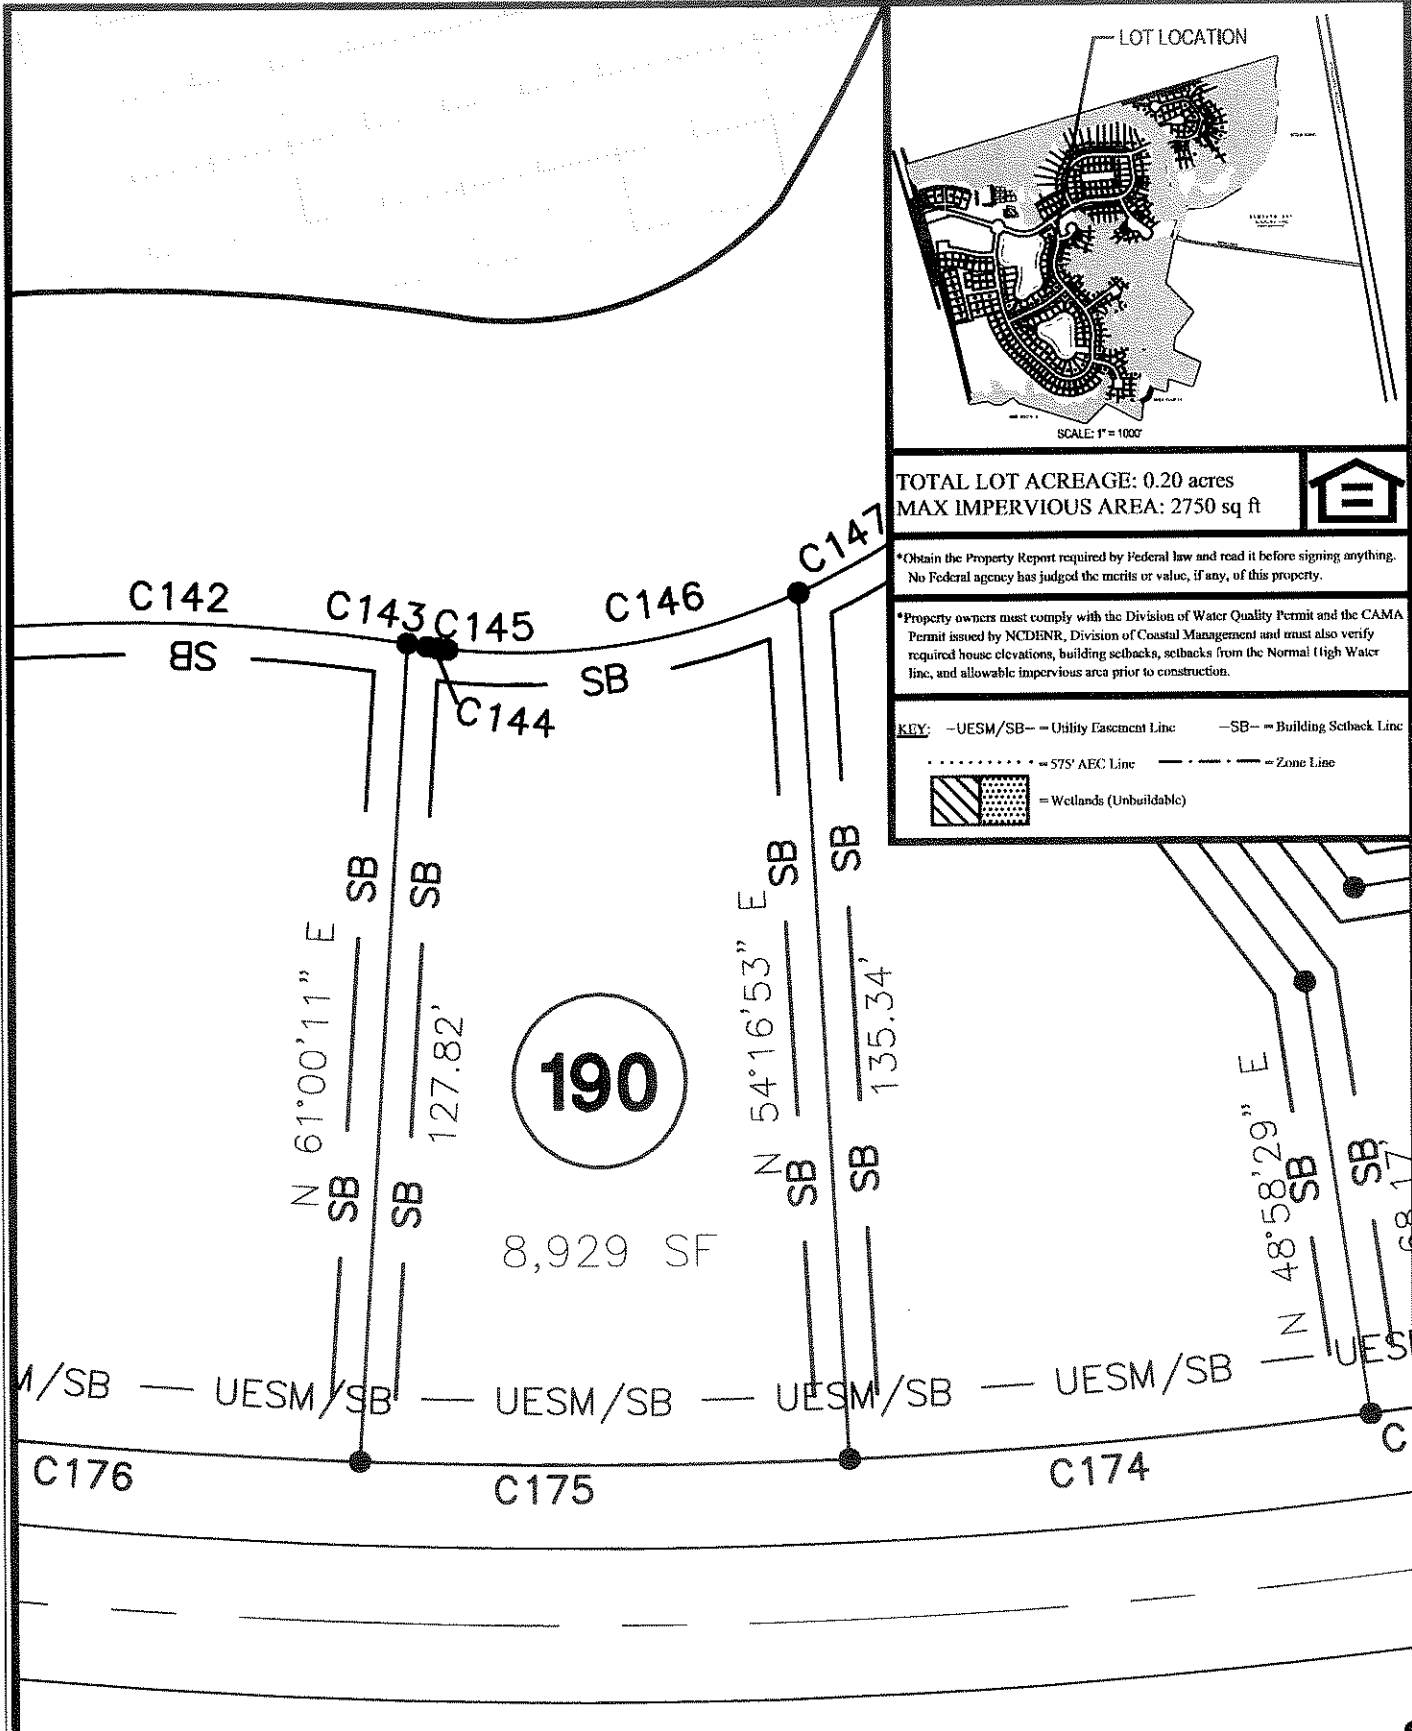 LOT LOCATION
SCALE: 1" = 1000'
TOTAL LOT ACREAGE: 0.20 acres
MAX IMPERVIOUS AREA: 2750 sq ft
*Obtain the Property Report required by Federal law and read it before signing anything.
No Federal agency has judged the merits or value, if any, of this property.
*Property owners must comply with the Division of Water Quality Permit and the CAMA
Permit issued by NCDENR, Division of Coastal Management and must also verify
required house elevations, building setbacks, setbacks from the Normal High Water
line, and allowable impervious area prior to construction.
KEY: -UESM/SB- = Utility Easement Line -SB- = Building Setback Line
= 575' AEC Line = Zone Line
= Wetlands (Unbuildable)
C147
C142
C143
C145
C146
C144
SB
SB
SB
SB
SB
SB
N 61°00'11" E
127.82'
N 54°16'53" E
135.34'
190
8,929 SF
SB
SB
SB
SB
N 48°58'29" E
SB
SB
68.17'
M/SB
UESM/SB
UESM/SB
UESM/SB
UESM/SB
UES
C176
C175
C174
C